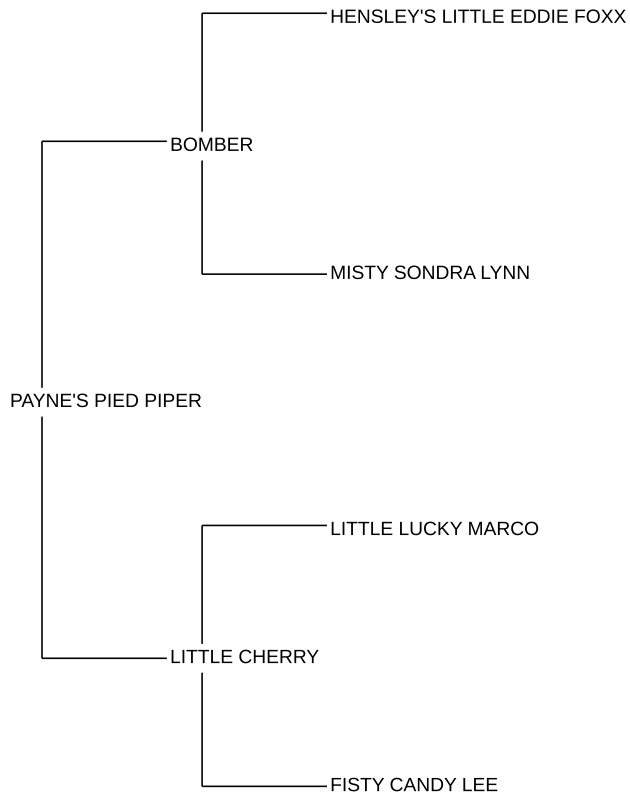 HENSLEY'S LITTLE EDDIE FOXX
BOMBER
MISTY SONDRA LYNN
PAYNE'S PIED PIPER
LITTLE LUCKY MARCO
LITTLE CHERRY
FISTY CANDY LEE